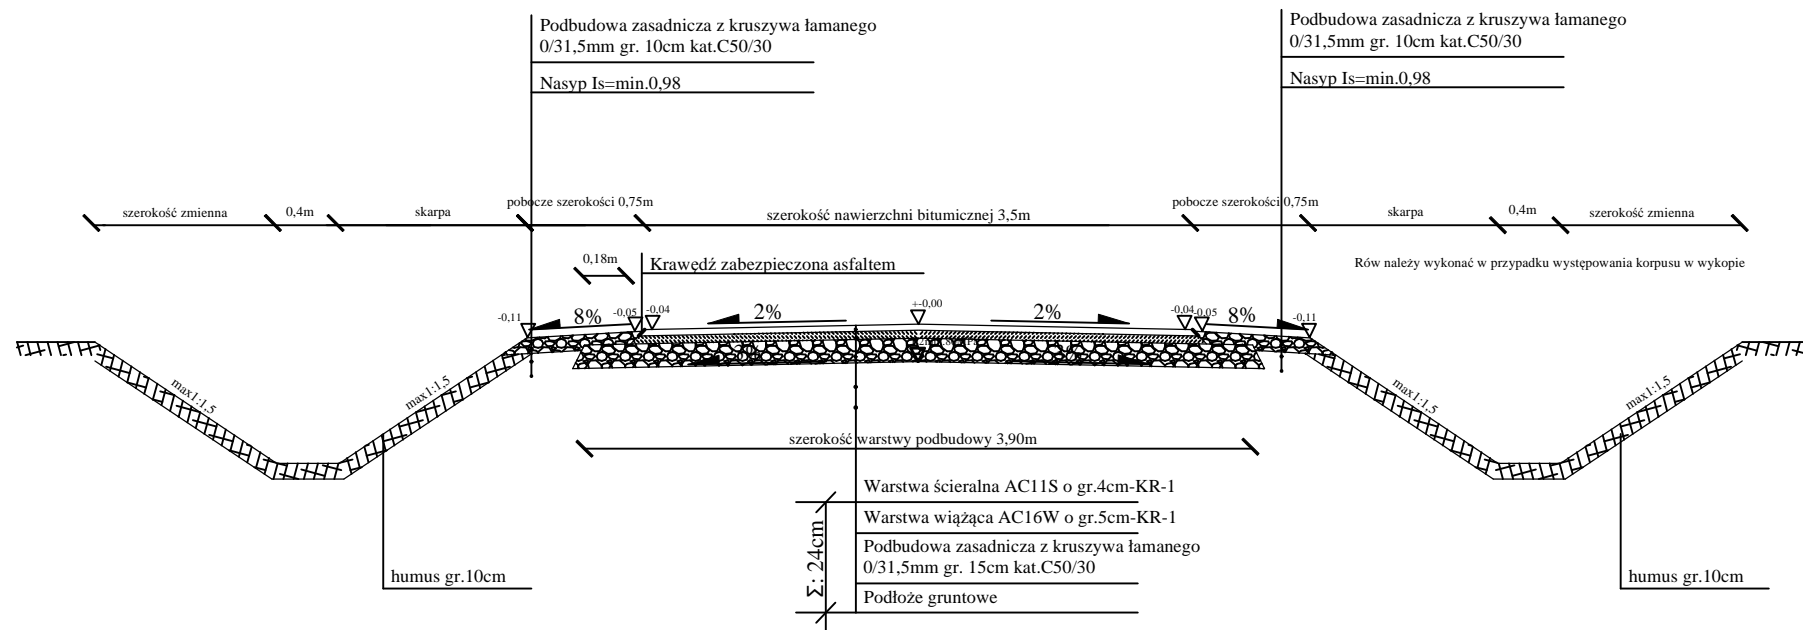 Podbudowa zasadnicza z kruszywa łamanego
0/31,5mm gr. 10cm kat.C50/30
Nasyp Is=min.0,98
Podbudowa zasadnicza z kruszywa łamanego
0/31,5mm gr. 10cm kat.C50/30
Nasyp Is=min.0,98
szerokość zmienna
0,4m
skarpa
pobocze szerokości 0,75m
szerokość nawierzchni bitumicznej 3,5m
pobocze szerokości 0,75m
skarpa
0,4m
szerokość zmienna
0,18m
Krawędź zabezpieczona asfaltem
Rów należy wykonać w przypadku występowania korpusu w wykopie
-0,11
8%
-0,05
-0,04
2%
+-0,00
2%
-0,04
-0,05
8%
-0,11
max1:1,5
max1:1,5
max1:1,5
max1:1,5
szerokość warstwy podbudowy 3,90m
Warstwa ścieralna AC11S o gr.4cm-KR-1
Warstwa wiążąca AC16W o gr.5cm-KR-1
Podbudowa zasadnicza z kruszywa łamanego
0/31,5mm gr. 15cm kat.C50/30
Podłoże gruntowe
Σ: 24cm
humus gr.10cm
humus gr.10cm